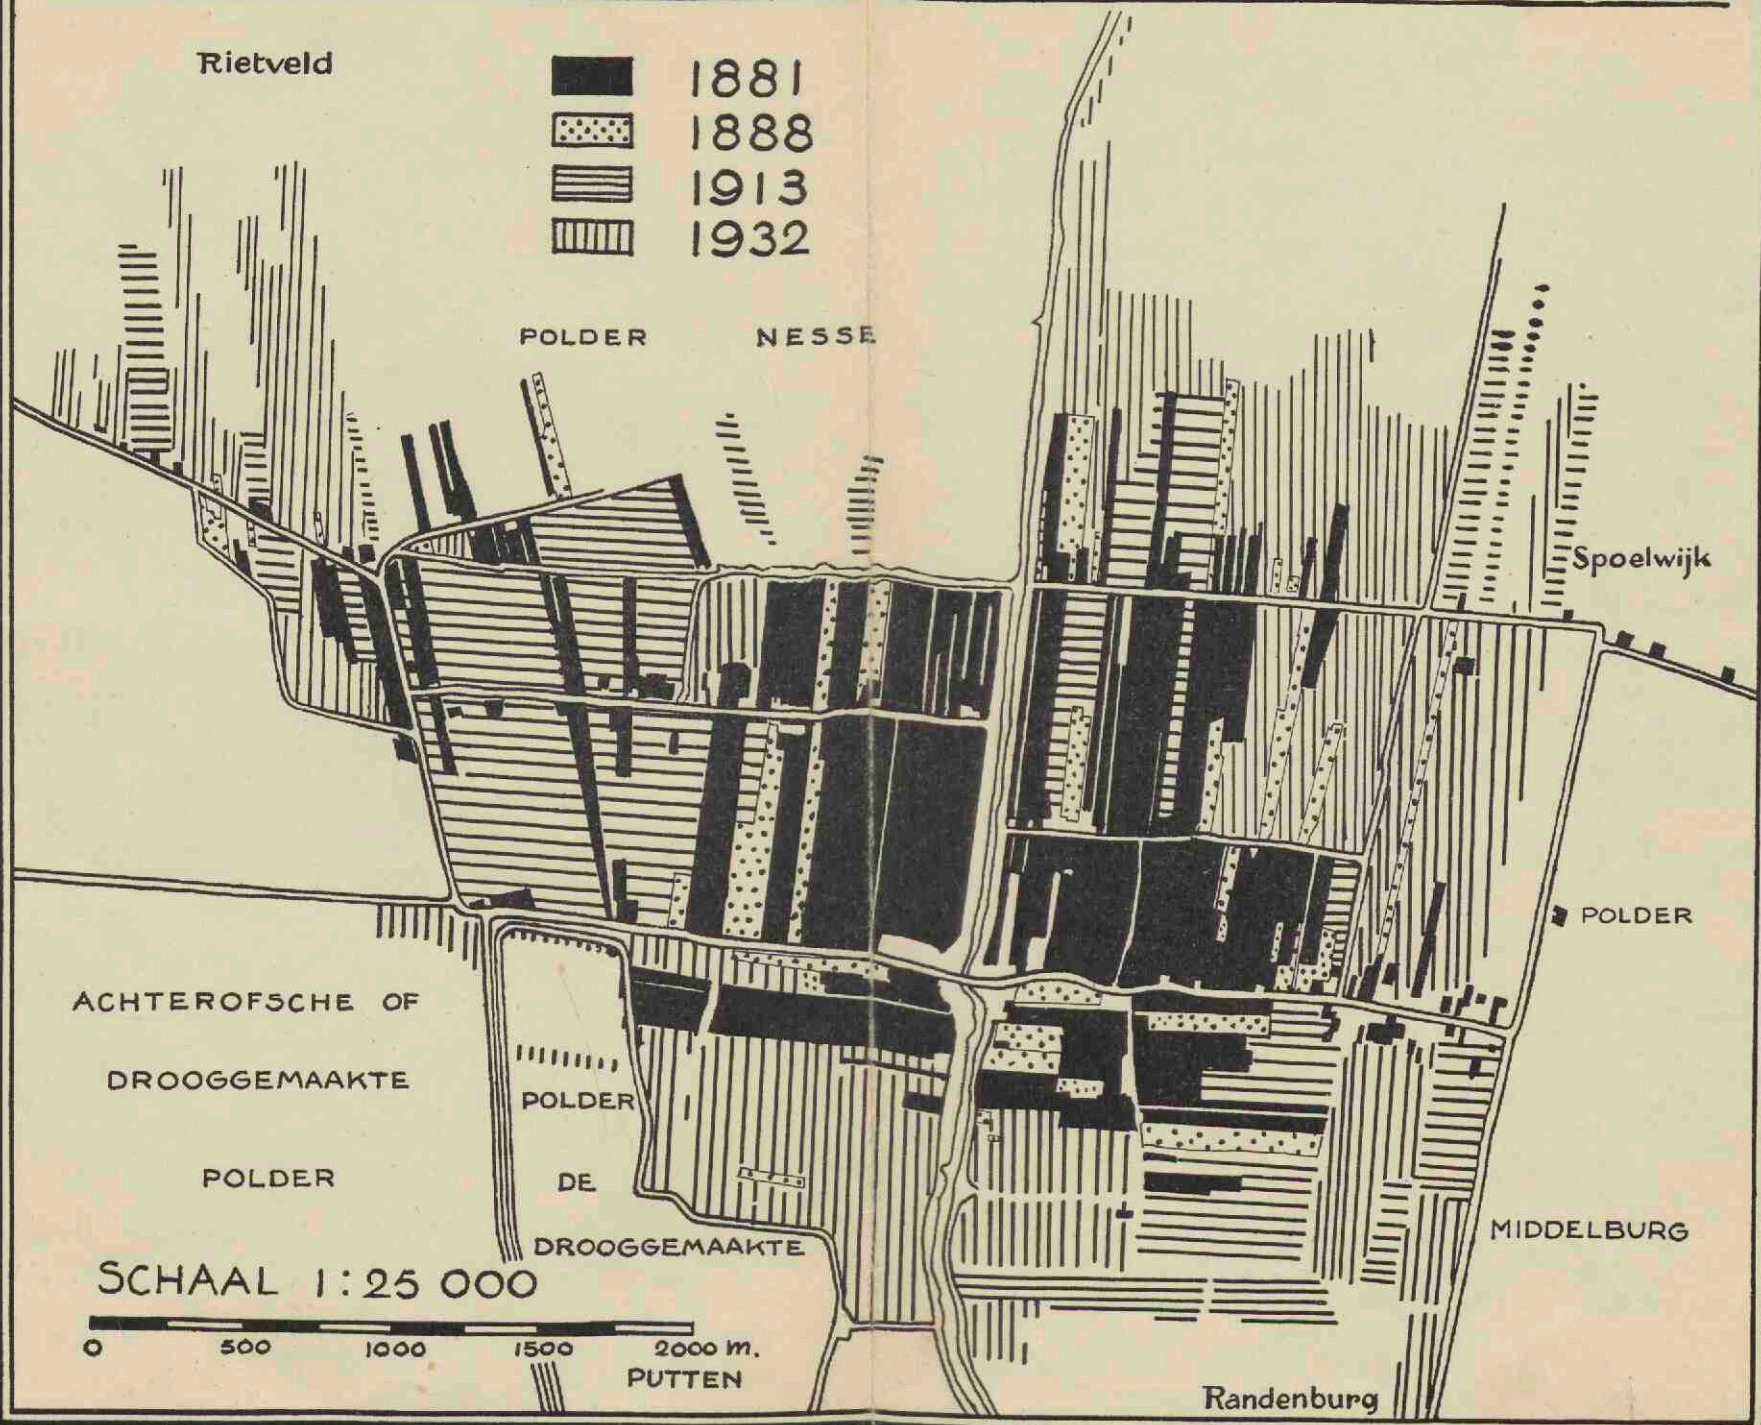 Rietveld
1881
1888
1913
1932
POLDER NESSE
Spoelwijk
POLDER
ACHTEROFSCHE OF
DROOGGEMAAKTE
POLDER
POLDER
DE
DROOGGEMAAKTE
MIDDELBURG
SCHAAL 1:25 000
0 500 1000 1500 2000 m.
PUTTEN
Randenburg